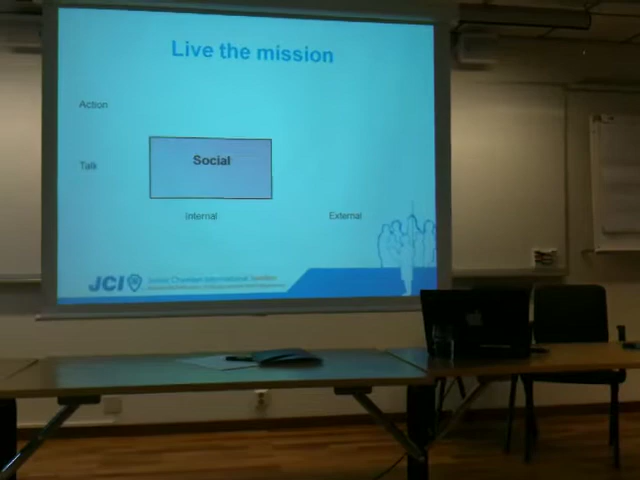 Live the mission
Action
Social
Talk
Internal External
JCI Junior Chamber International Sweden